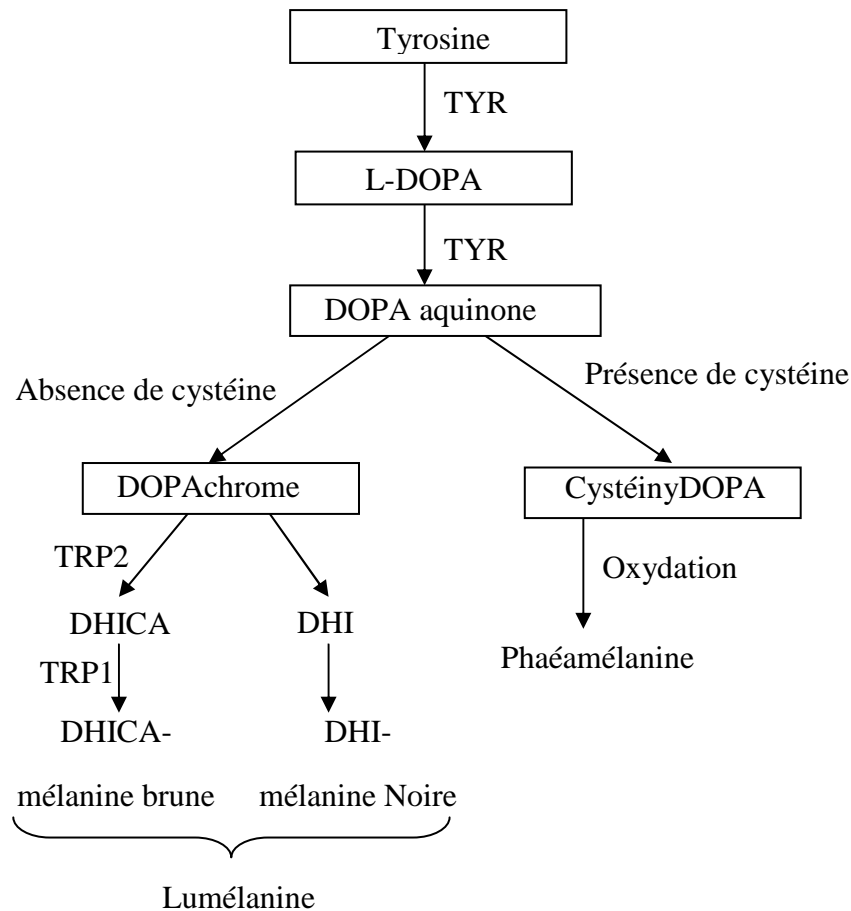 Tyrosine
TYR
L-DOPA
TYR
DOPA aquinone
Absence de cystéine
Présence de cystéine
DOPAchrome
CystéinyDOPA
TRP2
Oxydation
DHICA
DHI
TRP1
Phaéamélanine
DHICA-
DHI-
mélanine brune
mélanine Noire
Lumélanine